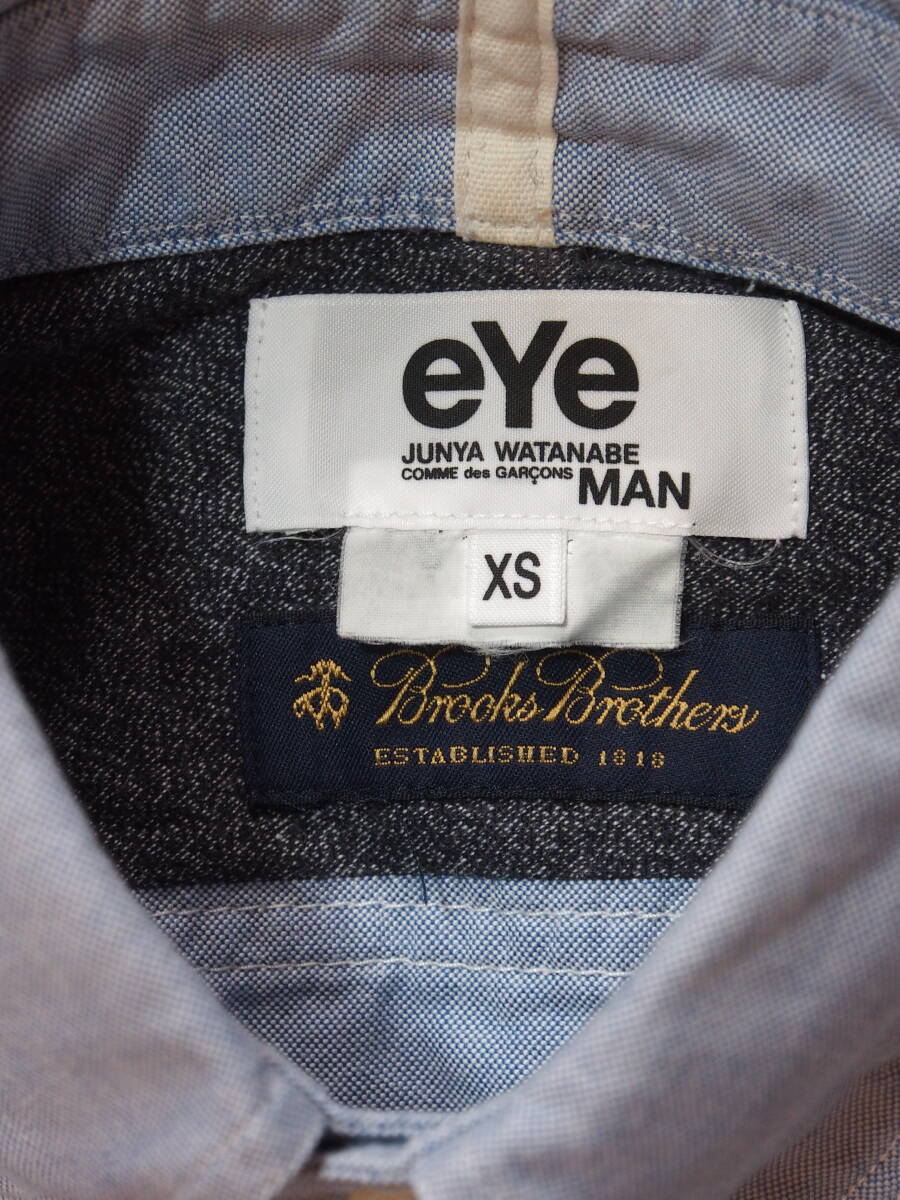 eYe
JUNYA WATANABE
COMME des GARÇONS MAN
XS
Brooks Brothers
ESTABLISHED 1818